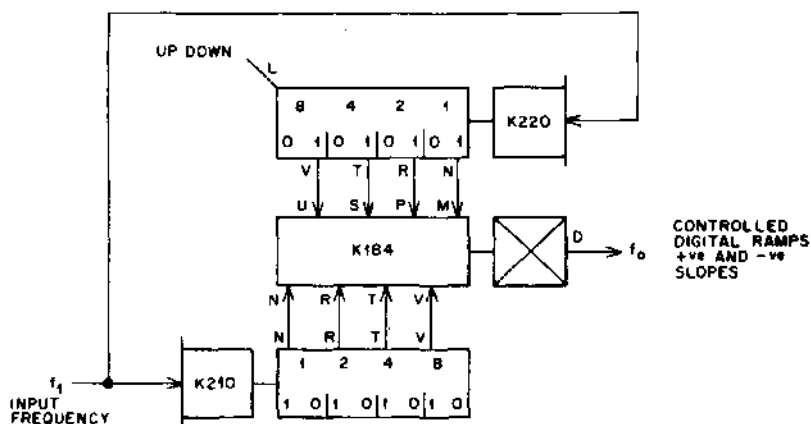 UP DOWN
L
8 4 2 1
0 1 0 1 0 1 0 1
K220
V T R N
U S P M
K184
D
f₀
CONTROLLED
DIGITAL RAMPS
+ve AND -ve
SLOPES
N R T V
N R T V
f₁
INPUT
FREQUENCY
K210
1 2 4 8
1 0 1 0 1 0 1 0